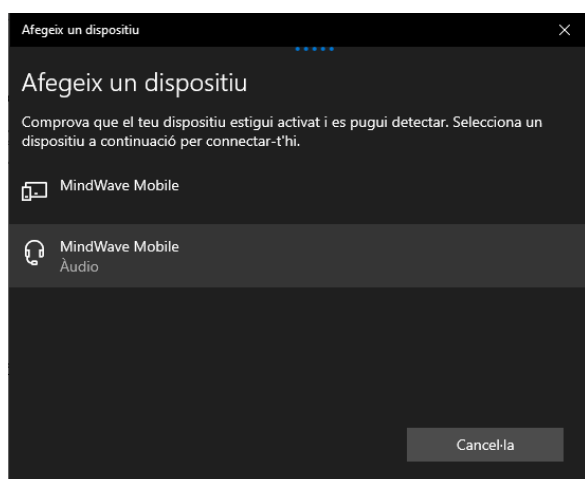 Afegeix un dispositiu
Afegeix un dispositiu
Comprova que el teu dispositiu estigui activat i es pugui detectar. Selecciona un
dispositiu a continuació per connectar-t'hi.
MindWave Mobile
MindWave Mobile
Àudio
Cancel·la